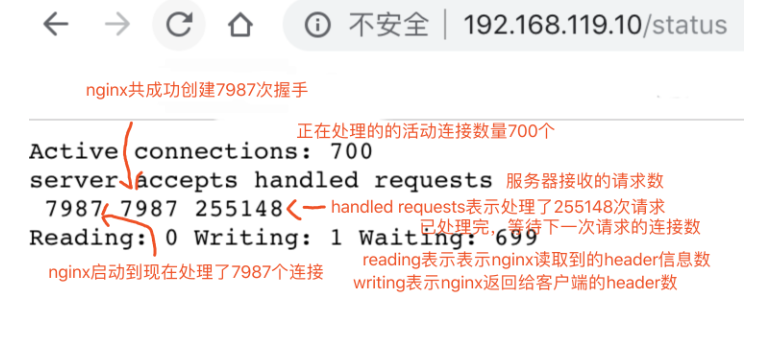 不安全 192.168.119.10/status
nginx共成功创建7987次握手
正在处理的的活动连接数量700个
Active connections: 700
server accepts handled requests 服务器接收的请求数
7987 7987 255148 handled requests表示处理了255148次请求
已处理完，等待下一次请求的连接数
Reading: 0 Writing: 1 Waiting: 699
nginx启动到现在处理了7987个连接
reading表示表示nginx读取到的header信息数
writing表示nginx返回给客户端的header数